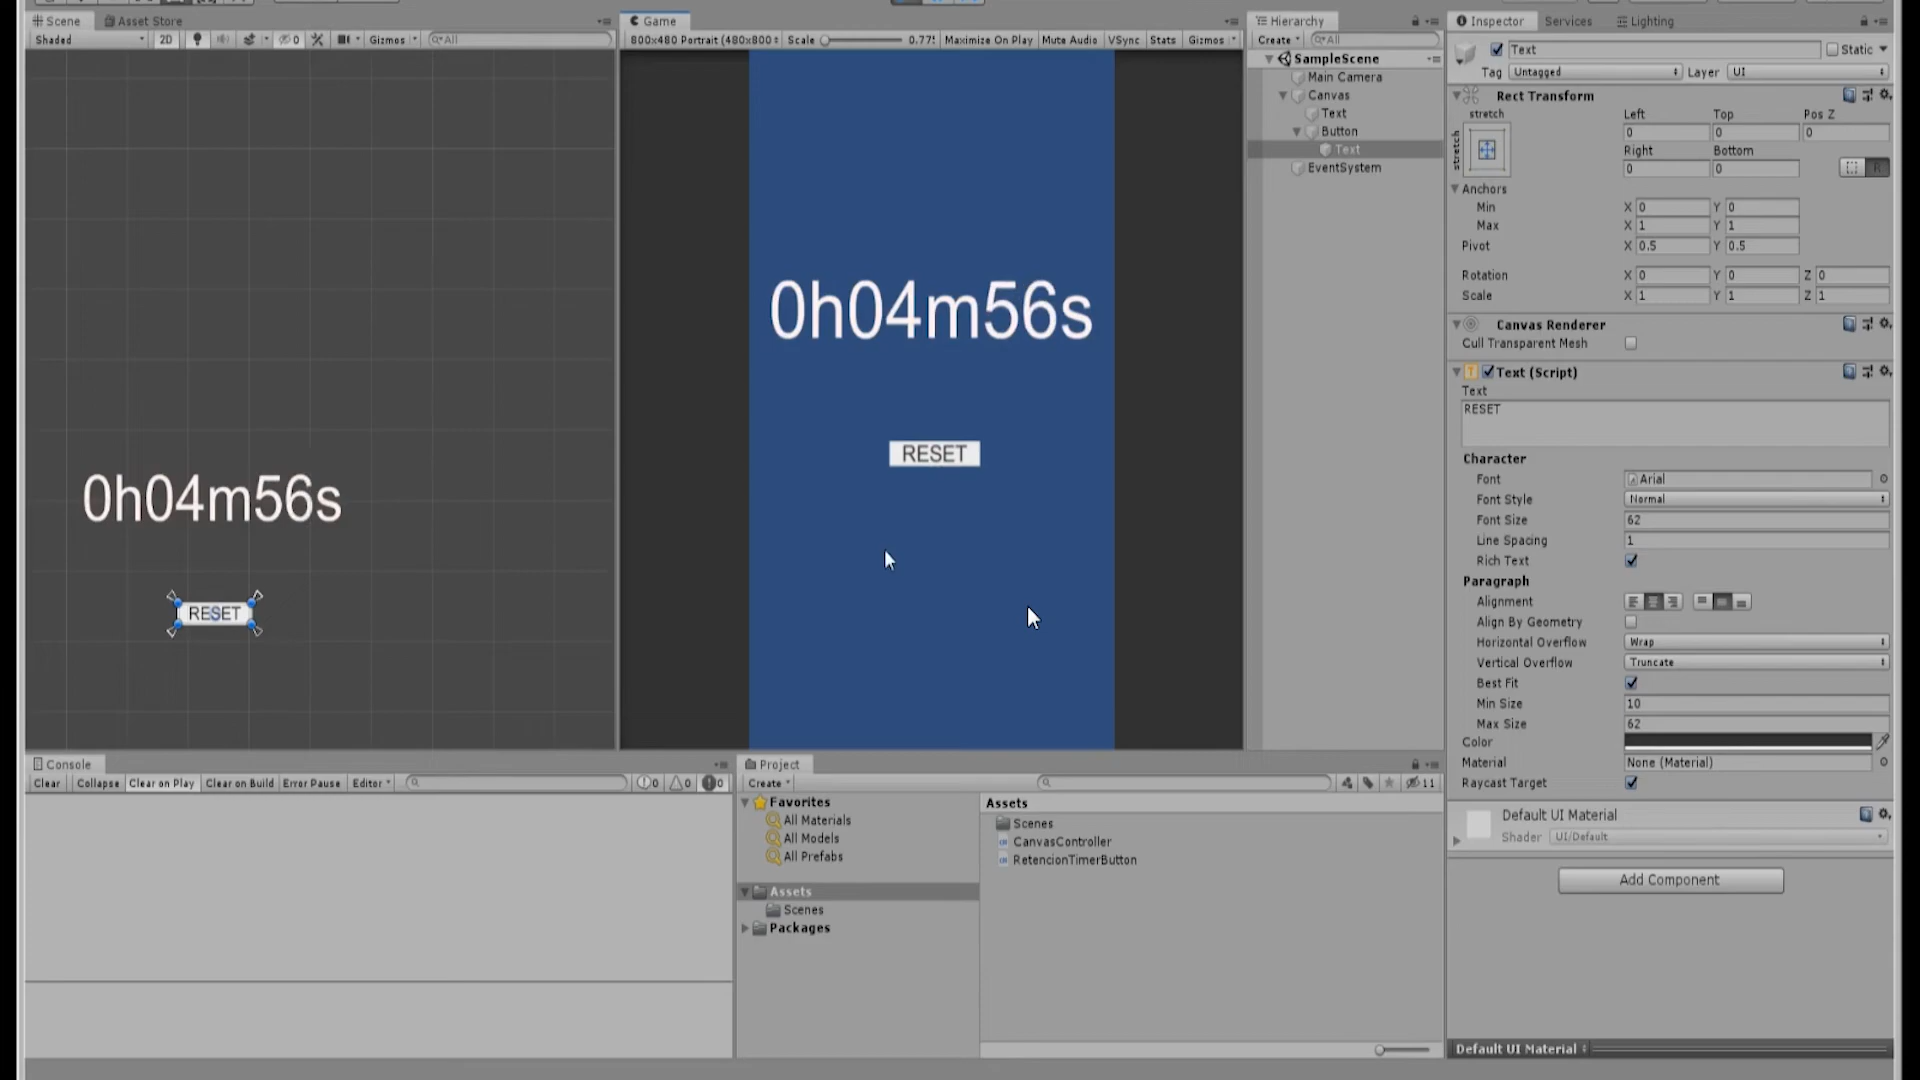 Scene
Asset Store
Shaded
2D
0
Gizmos
All
Game
800x480 Portrait (480x800
Scale
0.77
Maximize On Play
Mute Audio
VSync
Stats
Gizmos
0h04m56s
RESET
0h04m56s
RESET
Hierarchy
Create
All
SampleScene
Main Camera
Canvas
Text
Button
Text
EventSystem
Inspector
Services
Lighting
Text
Static
Tag
Untagged
Layer
UI
Rect Transform
stretch
stretch
Left
Top
Pos Z
0
0
0
Right
Bottom
0
0
R
Anchors
Min
X 0
Y 0
Max
X 1
Y 1
Pivot
X 0.5
Y 0.5
Rotation
X 0
Y 0
Z 0
Scale
X 1
Y 1
Z 1
Canvas Renderer
Cull Transparent Mesh
Text (Script)
Text
RESET
Character
Font
Arial
Font Style
Normal
Font Size
62
Line Spacing
1
Rich Text
Paragraph
Alignment
Align By Geometry
Horizontal Overflow
Wrap
Vertical Overflow
Truncate
Best Fit
Min Size
10
Max Size
62
Color
Material
None (Material)
Raycast Target
Default UI Material
Shader
UI/Default
Add Component
Default UI Material
Console
Clear
Collapse
Clear on Play
Clear on Build
Error Pause
Editor
0
0
0
Project
Create
11
Favorites
All Materials
All Models
All Prefabs
Assets
Scenes
Packages
Assets
Scenes
CanvasController
RetencionTimerButton